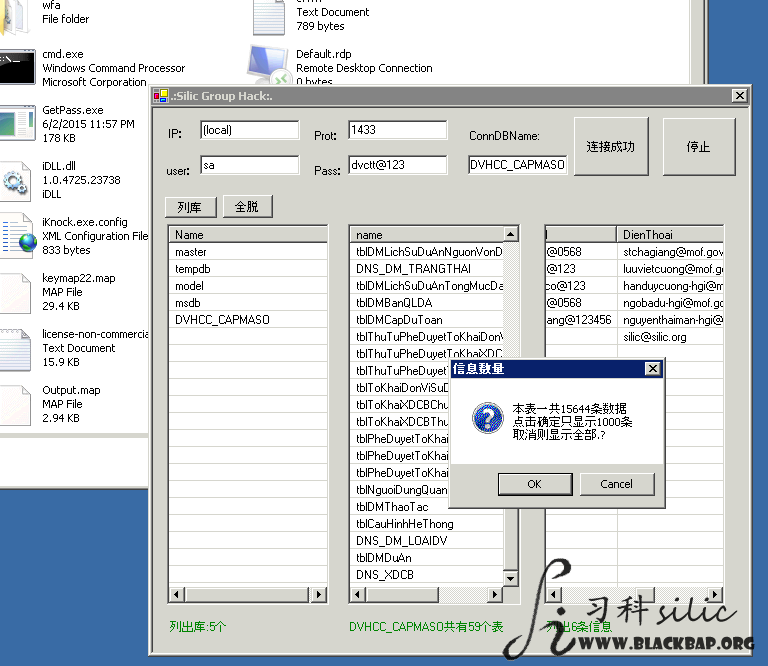 wfa
File folder
Text Document
789 bytes
cmd.exe
Windows Command Processor
Microsoft Corporation
Default.rdp
Remote Desktop Connection
0 bytes
GetPass.exe
6/2/2015 11:57 PM
178 KB
iDLL.dll
1.0.4725.23738
iDLL
iKnock.exe.config
XML Configuration File
833 bytes
keymap22.map
MAP File
29.4 KB
license-non-commercia
Text Document
15.9 KB
Output.map
MAP File
2.94 KB
.:Silic Group Hack:.
IP:
(local)
Prot:
1433
ConnDBName:
连接成功
停止
user:
sa
Pass:
dvctt@123
DVHCC_CAPMASO
列库
全脱
Name
master
tempdb
model
msdb
DVHCC_CAPMASO
name
tblDMLichSuDuAnNguonVonD
DNS_DM_TRANGTHAI
tblDMLichSuDuAnTongMucDa
tblDMBanQLDA
tblDMCapDuToan
tblThuTuPheDuyetToKhaiDon
tblThuTuPheDuyetToKhaiXDC
tblThuTuPheDuyetToKhai
tblToKhaiDonViSuD
tblToKhaiXDCBChu
tblToKhaiXDCBThu
tblPheDuyetToKhai
tblPheDuyetToKhai
tblPheDuyetToKhai
tblNguoiDungQuan
tblDMThaoTac
tblCauHinhHeThong
DNS_DM_LOAIDV
tblDMDuAn
DNS_XDCB
DienThoai
@0568
stchagiang@mof.gov
@123
luuvietcuong@mof.g
co@123
handuycuong-hgi@m
@0568
ngobadu-hgi@mof.g
ang@123456
nguyenthaiman-hgi@
silic@silic.org
信息数量
本表一共15644条数据
点击确定只显示1000条
取消则显示全部.?
OK
Cancel
列出库:5个
DVHCC_CAPMASO共有59个表
列出6条信息
习科silic
WWW.BLACKBAP.ORG